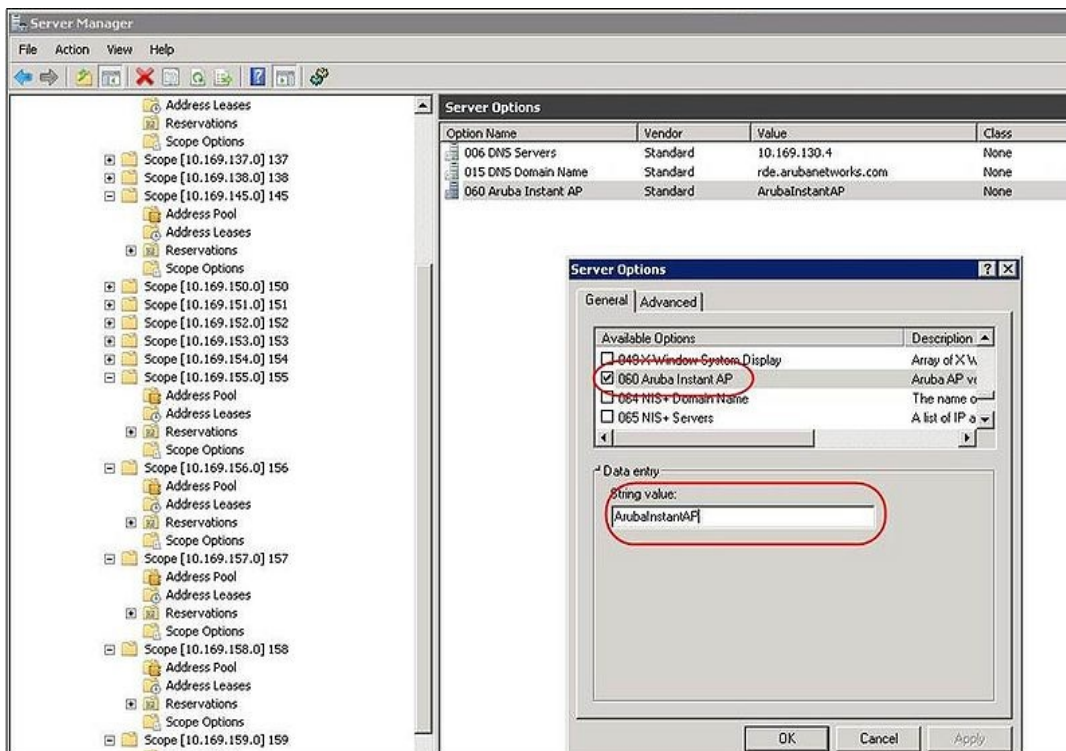 Server Manager
File Action View Help
Address Leases
Reservations
Scope Options
Scope [10.169.137.0] 137
Scope [10.169.138.0] 138
Scope [10.169.145.0] 145
Address Pool
Address Leases
Reservations
Scope Options
Scope [10.169.150.0] 150
Scope [10.169.151.0] 151
Scope [10.169.152.0] 152
Scope [10.169.153.0] 153
Scope [10.169.154.0] 154
Scope [10.169.155.0] 155
Address Pool
Address Leases
Reservations
Scope Options
Scope [10.169.156.0] 156
Address Pool
Address Leases
Reservations
Scope Options
Scope [10.169.157.0] 157
Address Pool
Address Leases
Reservations
Scope Options
Scope [10.169.158.0] 158
Address Pool
Address Leases
Reservations
Scope Options
Scope [10.169.159.0] 159
Server Options
Option Name Vendor Value Class
006 DNS Servers Standard 10.169.130.4 None
015 DNS Domain Name Standard rde.arubanetworks.com None
060 Aruba Instant AP Standard ArubaInstantAP None
Server Options
General Advanced
Available Options Description
049 X Window System Display Array of X W
060 Aruba Instant AP Aruba AP ve
064 NIS+ Domain Name The name o
065 NIS+ Servers A list of IP a
Data entry
String value:
ArubaInstantAP
OK Cancel Apply